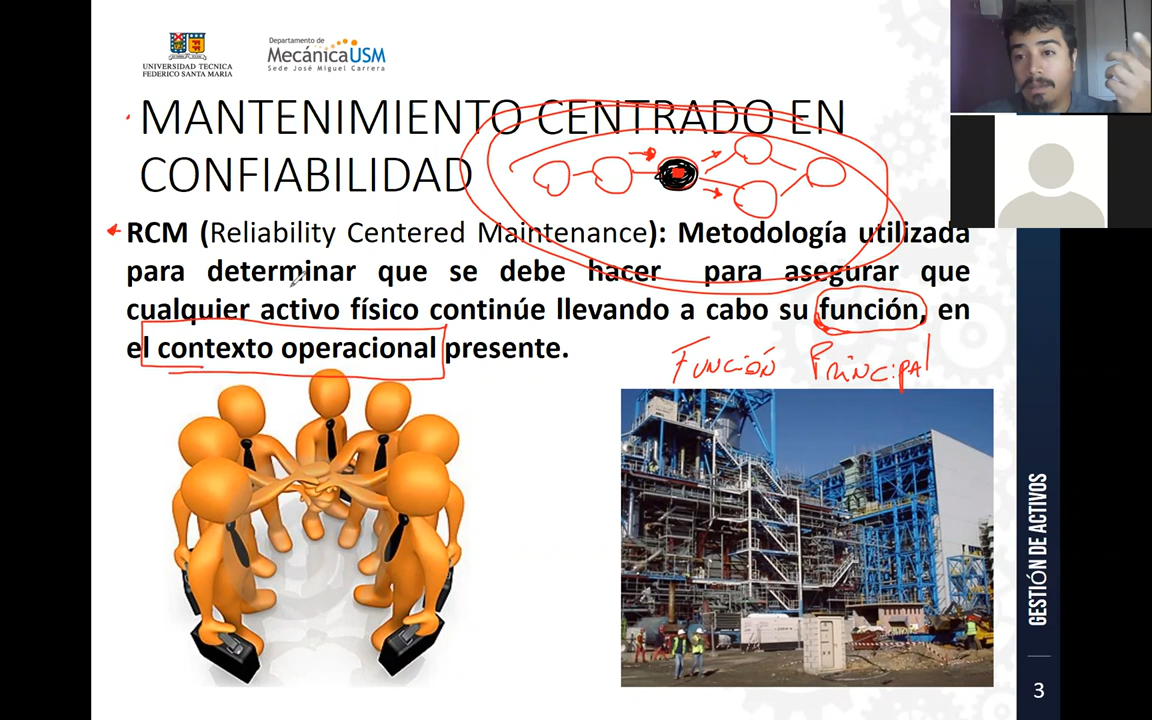 UNIVERSIDAD TECNICA
FEDERICO SANTA MARIA
Departamento de
MecánicaUSM
Sede José Miguel Carrera
MANTENIMIENTO CENTRADO EN
CONFIABILIDAD
RCM (Reliability Centered Maintenance): Metodología utilizada
para determinar que se debe hacer para asegurar que
cualquier activo físico continúe llevando a cabo su función, en
el contexto operacional presente.
FUNCIÓN PRINCIPAL
GESTIÓN DE ACTIVOS
3